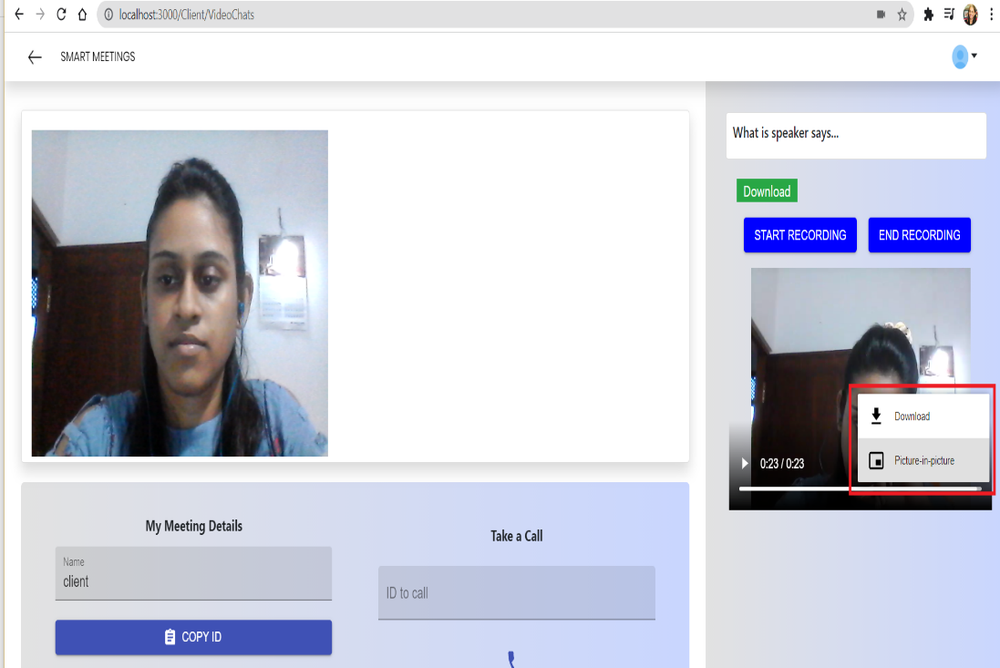 localhost:3000/Client/VideoChats
SMART MEETINGS
What is speaker says...
Download
START RECORDING
END RECORDING
Download
Picture-in-picture
0:23 / 0:23
My Meeting Details
Name
client
COPY ID
Take a Call
ID to call